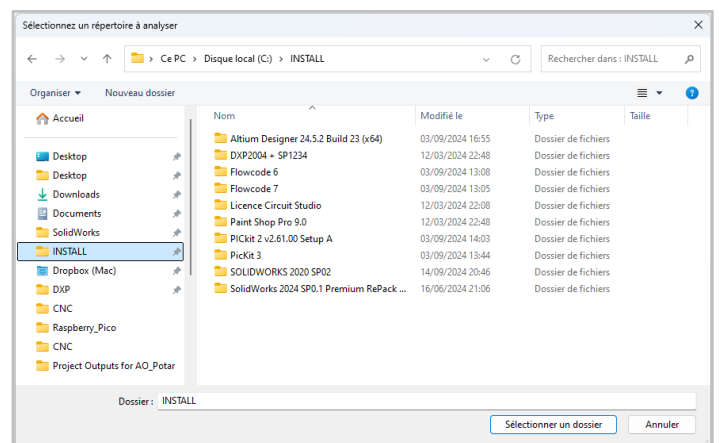 Sélectionnez un répertoire à analyser
Ce PC > Disque local (C:) > INSTALL
Rechercher dans : INSTALL
Organiser
Nouveau dossier
Accueil
Desktop
Desktop
Downloads
Documents
SolidWorks
INSTALL
Dropbox (Mac)
DXP
CNC
Raspberry_Pico
CNC
Project Outputs for AO_Potar
Nom Modifié le Type Taille
Altium Designer 24.5.2 Build 23 (x64) 03/09/2024 16:55 Dossier de fichiers
DXP2004 + SP1234 12/03/2024 22:48 Dossier de fichiers
Flowcode 6 03/09/2024 13:08 Dossier de fichiers
Flowcode 7 03/09/2024 13:05 Dossier de fichiers
Licence Circuit Studio 12/03/2024 22:08 Dossier de fichiers
Paint Shop Pro 9.0 12/03/2024 22:48 Dossier de fichiers
PICkit 2 v2.61.00 Setup A 03/09/2024 14:03 Dossier de fichiers
PicKit 3 03/09/2024 13:44 Dossier de fichiers
SOLIDWORKS 2020 SP02 14/09/2024 20:46 Dossier de fichiers
SolidWorks 2024 SP0.1 Premium RePack ... 16/06/2024 21:06 Dossier de fichiers
Dossier : INSTALL
Sélectionner un dossier
Annuler